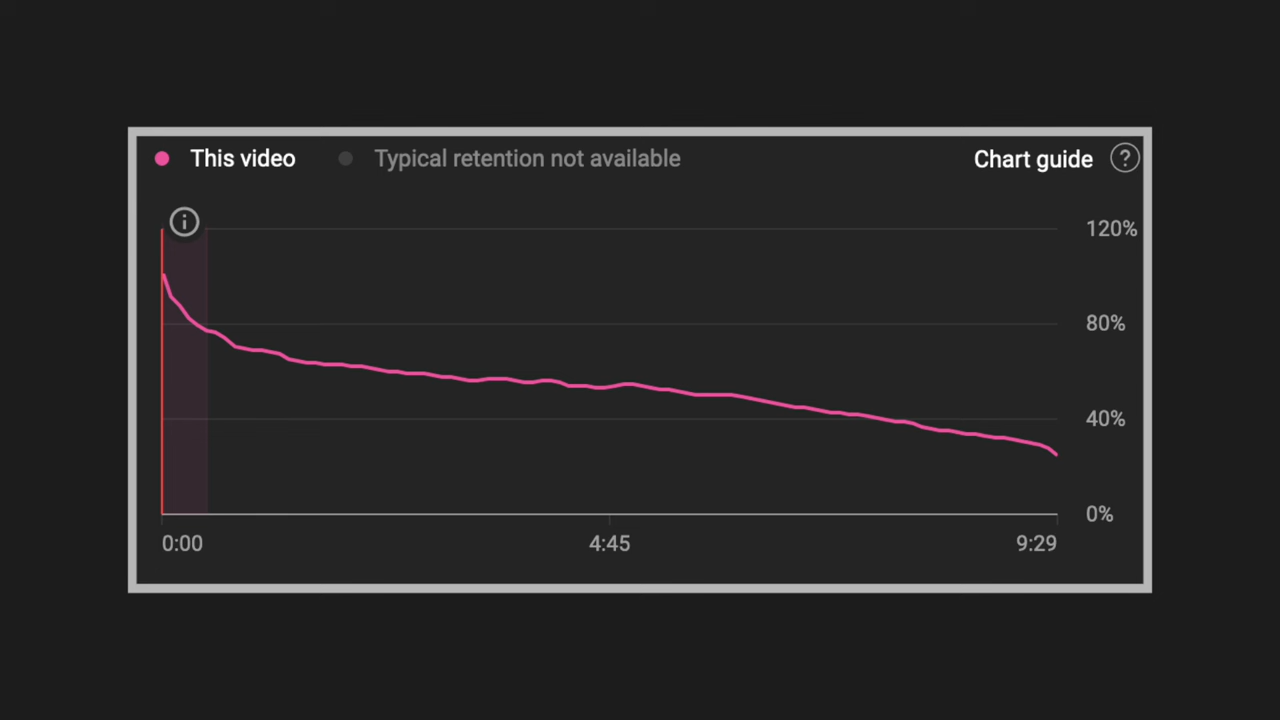 This video Typical retention not available Chart guide ?
i
120%
80%
40%
0%
0:00 4:45 9:29